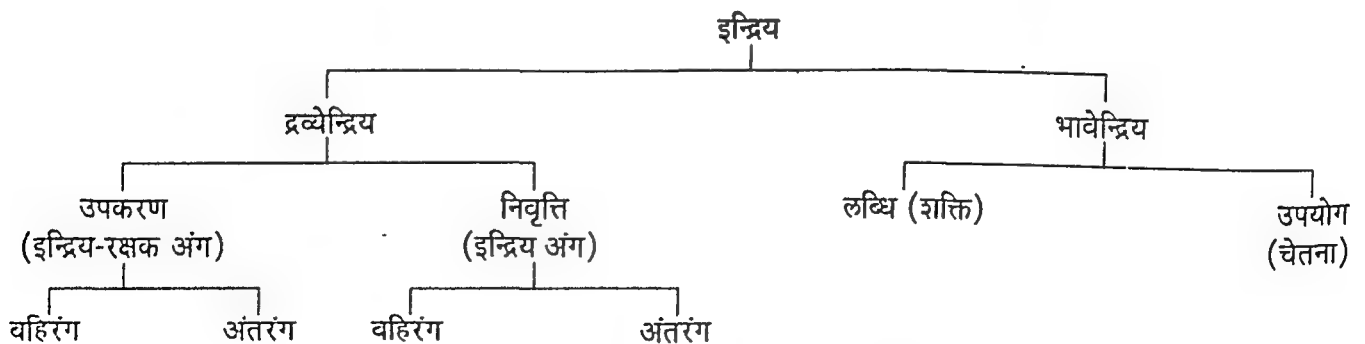 इन्द्रिय
द्रव्येन्द्रिय
भावेन्द्रिय
उपकरण
(इन्द्रिय-रक्षक अंग)
निवृत्ति
(इन्द्रिय अंग)
लब्धि (शक्ति)
उपयोग
(चेतना)
वहिरंग अंतरंग वहिरंग अंतरंग